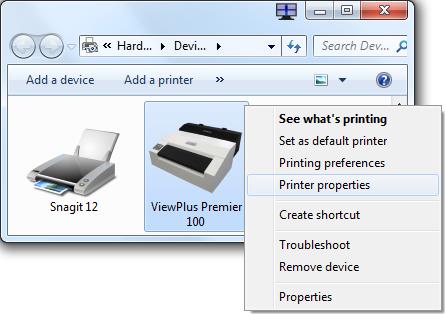 Hard... « Devi...
Search Dev...
Add a device
Add a printer
»
Snagit 12
ViewPlus Premier
100
See what's printing
Set as default printer
Printing preferences
Printer properties
Create shortcut
Troubleshoot
Remove device
Properties